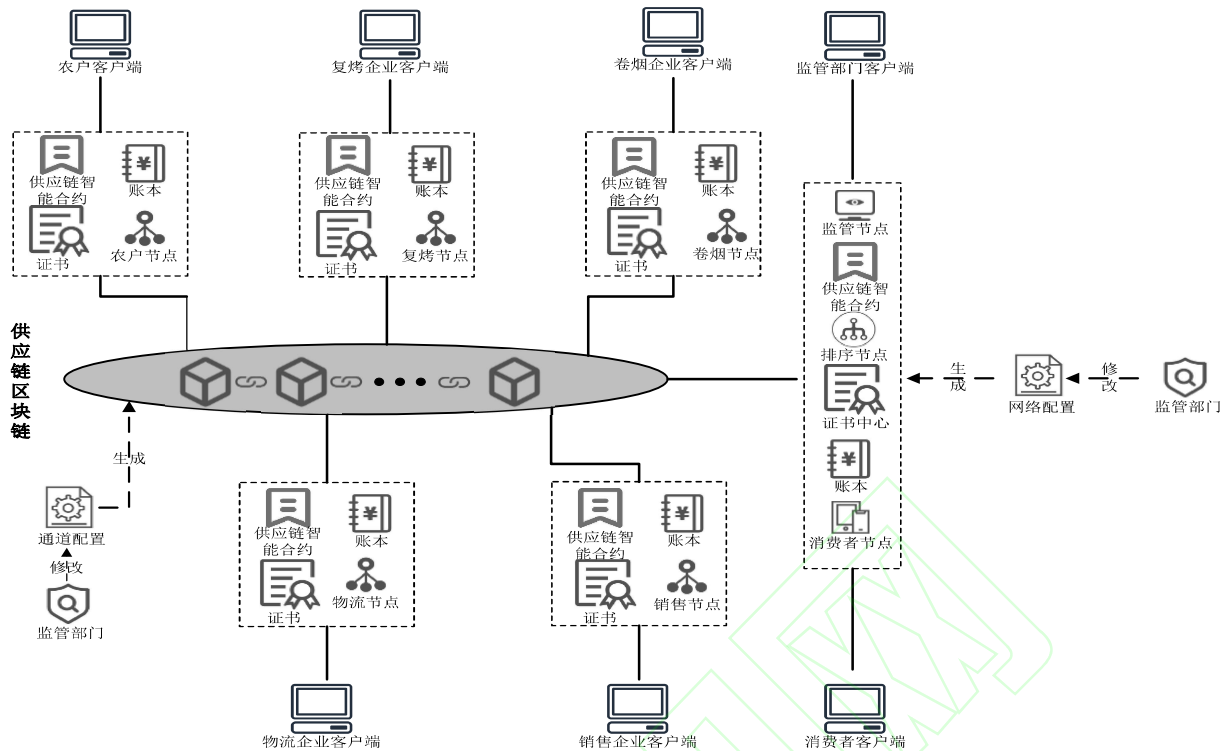 农户客户端
复烤企业客户端
卷烟企业客户端
监管部门客户端
供应链智
能合约
账本
证书
农户节点
供应链智
能合约
账本
证书
复烤节点
供应链智
能合约
账本
证书
卷烟节点
监管节点
供应链智
能合约
排序节点
证书中心
账本
消费者节点
生成
网络配置
修改
监管部门
供应链区块链
生成
通道配置
修改
监管部门
供应链智
能合约
账本
证书
物流节点
供应链智
能合约
账本
证书
销售节点
物流企业客户端
销售企业客户端
消费者客户端